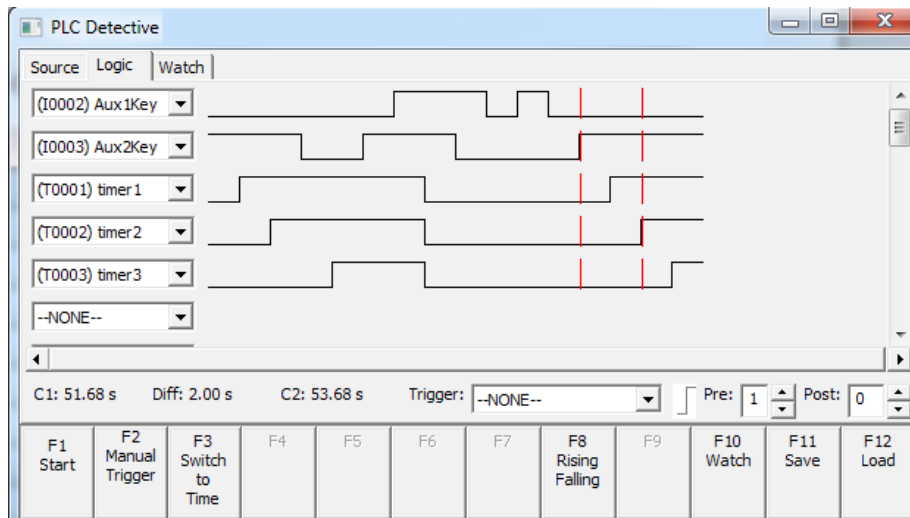 PLC Detective
Source Logic Watch
(I0002) Aux1Key
(I0003) Aux2Key
(T0001) timer1
(T0002) timer2
(T0003) timer3
--NONE--
C1: 51.68 s Diff: 2.00 s C2: 53.68 s Trigger: --NONE-- Pre: 1 Post: 0
F1
Start
F2
Manual
Trigger
F3
Switch
to
Time
F4
F5
F6
F7
F8
Rising
Falling
F9
F10
Watch
F11
Save
F12
Load